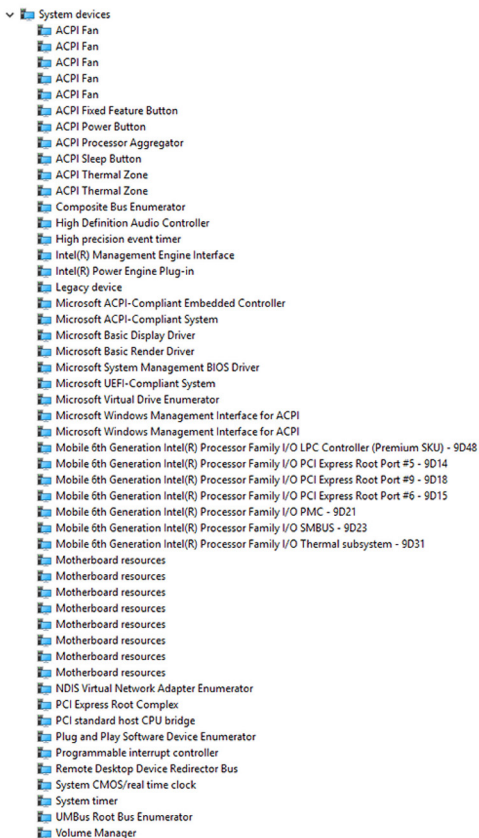 System devices
ACPI Fan
ACPI Fan
ACPI Fan
ACPI Fan
ACPI Fan
ACPI Fixed Feature Button
ACPI Power Button
ACPI Processor Aggregator
ACPI Sleep Button
ACPI Thermal Zone
ACPI Thermal Zone
Composite Bus Enumerator
High Definition Audio Controller
High precision event timer
Intel(R) Management Engine Interface
Intel(R) Power Engine Plug-in
Legacy device
Microsoft ACPI-Compliant Embedded Controller
Microsoft ACPI-Compliant System
Microsoft Basic Display Driver
Microsoft Basic Render Driver
Microsoft System Management BIOS Driver
Microsoft UEFI-Compliant System
Microsoft Virtual Drive Enumerator
Microsoft Windows Management Interface for ACPI
Microsoft Windows Management Interface for ACPI
Mobile 6th Generation Intel(R) Processor Family I/O LPC Controller (Premium SKU) - 9D48
Mobile 6th Generation Intel(R) Processor Family I/O PCI Express Root Port #5 - 9D14
Mobile 6th Generation Intel(R) Processor Family I/O PCI Express Root Port #9 - 9D18
Mobile 6th Generation Intel(R) Processor Family I/O PCI Express Root Port #6 - 9D15
Mobile 6th Generation Intel(R) Processor Family I/O PMC - 9D21
Mobile 6th Generation Intel(R) Processor Family I/O SMBUS - 9D23
Mobile 6th Generation Intel(R) Processor Family I/O Thermal subsystem - 9D31
Motherboard resources
Motherboard resources
Motherboard resources
Motherboard resources
Motherboard resources
Motherboard resources
Motherboard resources
Motherboard resources
NDIS Virtual Network Adapter Enumerator
PCI Express Root Complex
PCI standard host CPU bridge
Plug and Play Software Device Enumerator
Programmable interrupt controller
Remote Desktop Device Redirector Bus
System CMOS/real time clock
System timer
UMBus Root Bus Enumerator
Volume Manager